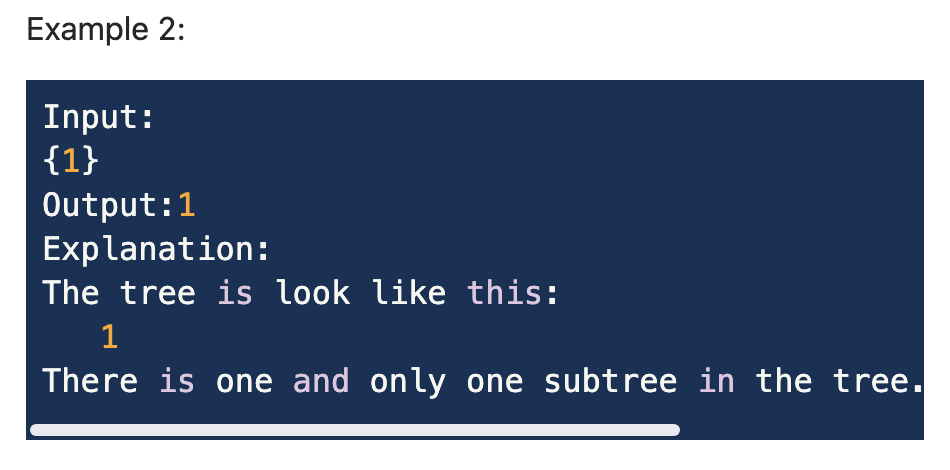 Example 2:
Input:
{1}
Output:1
Explanation:
The tree is look like this:
   1
There is one and only one subtree in the tree.